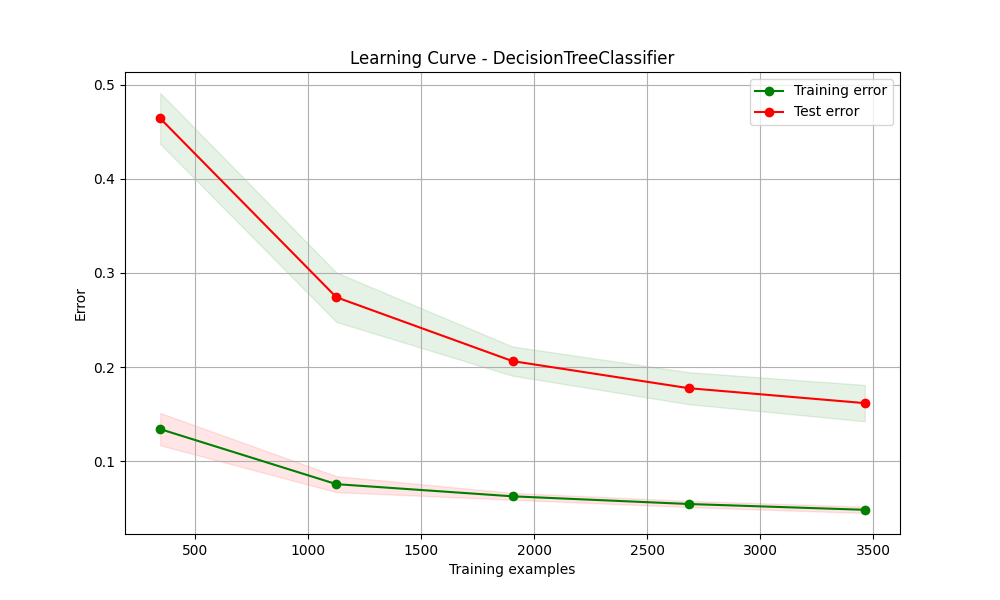 Learning Curve - DecisionTreeClassifier
Training error
Test error
0.5
0.4
0.3
0.2
0.1
Error
500 1000 1500 2000 2500 3000 3500
Training examples